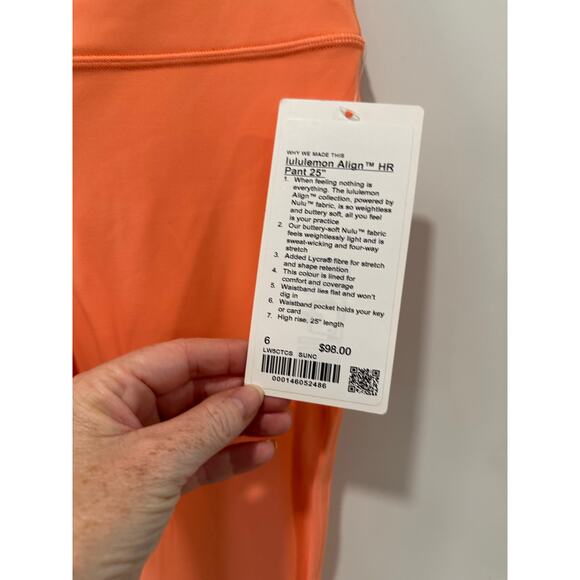 WHY WE MADE THIS
lululemon Align™ HR
Pant 25"
1. When feeling nothing is
everything. The lululemon
Align™ collection, powered by
Nulu™ fabric, is so weightless
and buttery soft, all you feel
is your practice
2. Our buttery-soft Nulu™ fabric
feels weightlessly light and is
sweat-wicking and four-way
stretch
3. Added Lycra® fibre for stretch
and shape retention
4. This colour is lined for
comfort and coverage
5. Waistband lies flat and won't
dig in
6. Waistband pocket holds your key
or card
7. High rise, 25" length
6 $98.00
LW5CTCS SUNC
000146052486